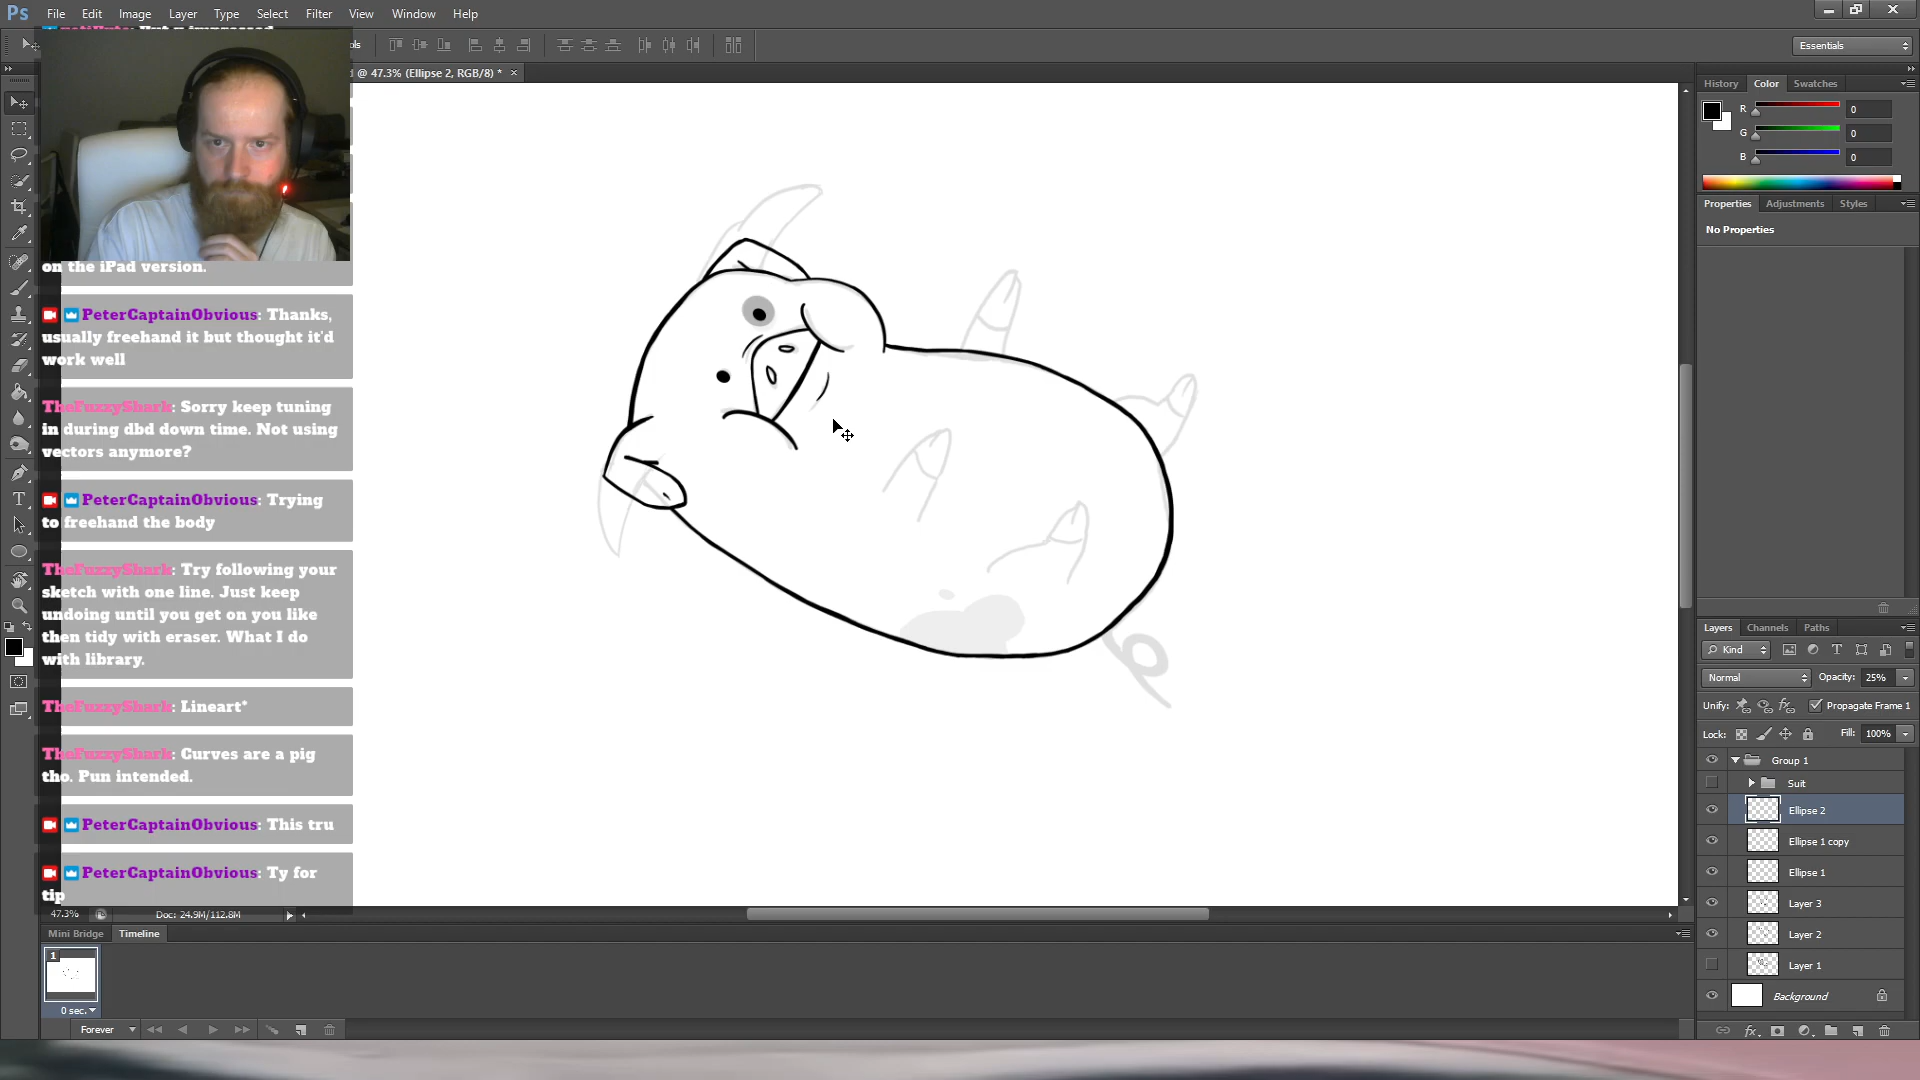 Ps File Edit Image Layer Type Select Filter View Window Help
ols
Essentials
d @ 47.3% (Ellipse 2, RGB/8) * ×
on the iPad version.
PeterCaptainObvious: Thanks,
usually freehand it but thought it'd
work well
TheFuzzyShark: Sorry keep tuning
in during dbd down time. Not using
vectors anymore?
PeterCaptainObvious: Trying
to freehand the body
TheFuzzyShark: Try following your
sketch with one line. Just keep
undoing until you get on you like
then tidy with eraser. What I do
with library.
TheFuzzyShark: Lineart*
TheFuzzyShark: Curves are a pig
tho. Pun intended.
PeterCaptainObvious: This tru
PeterCaptainObvious: Ty for
tip
47.3% Doc: 24.9M/112.8M
Mini Bridge Timeline
1
0 sec.
Forever
History Color Swatches
R 0
G 0
B 0
Properties Adjustments Styles
No Properties
Layers Channels Paths
Kind
Normal Opacity: 25%
Unify: Propagate Frame 1
Lock: Fill: 100%
Group 1
Suit
Ellipse 2
Ellipse 1 copy
Ellipse 1
Layer 3
Layer 2
Layer 1
Background